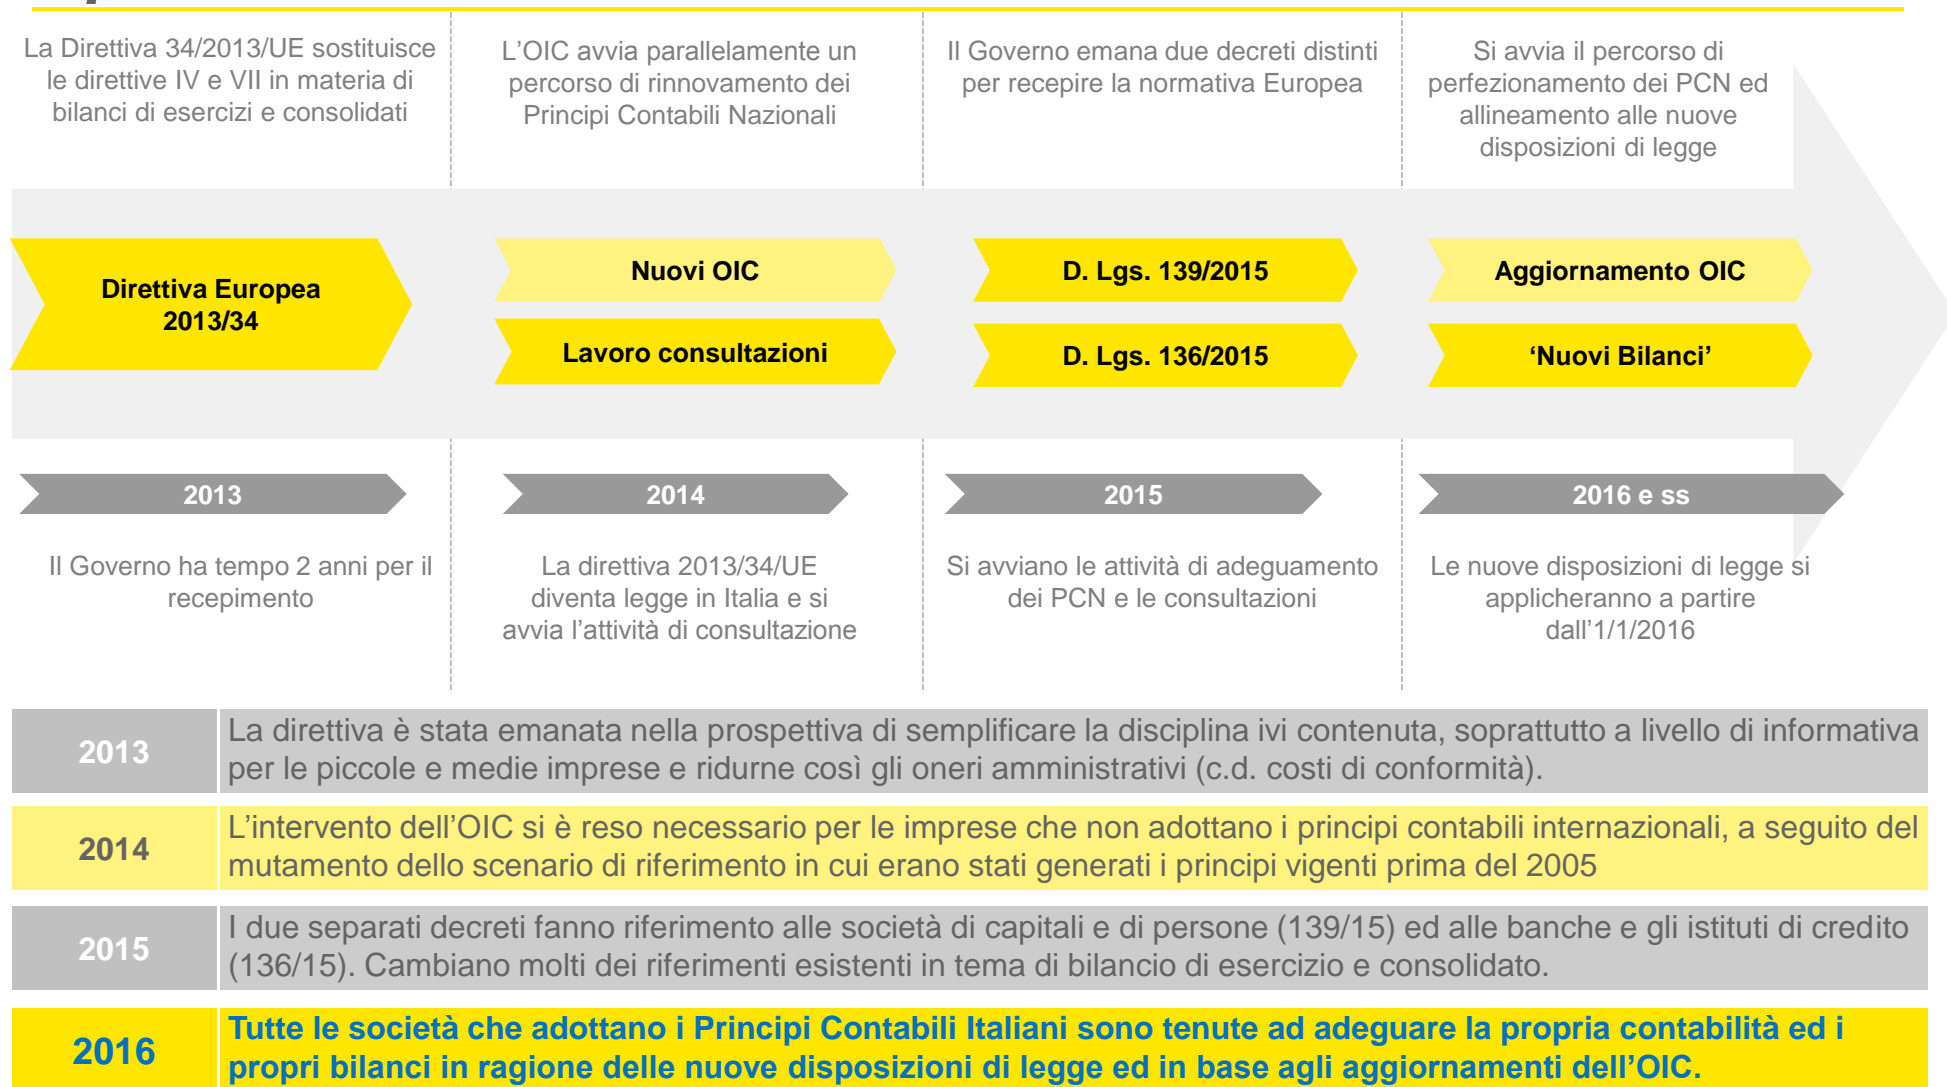 La Direttiva 34/2013/UE sostituisce
le direttive IV e VII in materia di
bilanci di esercizi e consolidati
L’OIC avvia parallelamente un
percorso di rinnovamento dei
Principi Contabili Nazionali
Il Governo emana due decreti distinti
per recepire la normativa Europea
Si avvia il percorso di
perfezionamento dei PCN ed
allineamento alle nuove
disposizioni di legge
Direttiva Europea
2013/34
Nuovi OIC
Lavoro consultazioni
D. Lgs. 139/2015
D. Lgs. 136/2015
Aggiornamento OIC
‘Nuovi Bilanci’
2013
2014
2015
2016 e ss
Il Governo ha tempo 2 anni per il
recepimento
La direttiva 2013/34/UE
diventa legge in Italia e si
avvia l’attività di consultazione
Si avviano le attività di adeguamento
dei PCN e le consultazioni
Le nuove disposizioni di legge si
applicheranno a partire
dall’1/1/2016
2013
La direttiva è stata emanata nella prospettiva di semplificare la disciplina ivi contenuta, soprattutto a livello di informativa
per le piccole e medie imprese e ridurne così gli oneri amministrativi (c.d. costi di conformità).
2014
L’intervento dell’OIC si è reso necessario per le imprese che non adottano i principi contabili internazionali, a seguito del
mutamento dello scenario di riferimento in cui erano stati generati i principi vigenti prima del 2005
2015
I due separati decreti fanno riferimento alle società di capitali e di persone (139/15) ed alle banche e gli istituti di credito
(136/15). Cambiano molti dei riferimenti esistenti in tema di bilancio di esercizio e consolidato.
2016
Tutte le società che adottano i Principi Contabili Italiani sono tenute ad adeguare la propria contabilità ed i
propri bilanci in ragione delle nuove disposizioni di legge ed in base agli aggiornamenti dell’OIC.